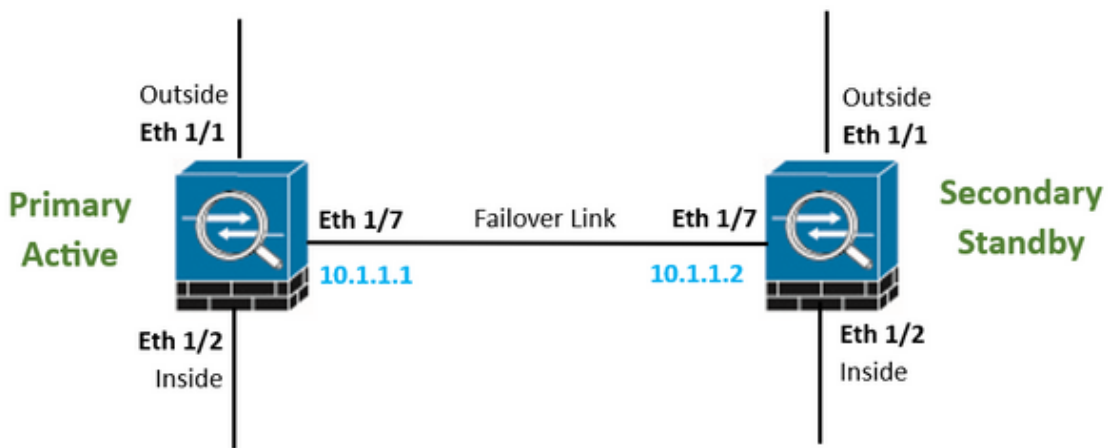 Outside
Eth 1/1
Outside
Eth 1/1
Primary
Active
Eth 1/7
Failover Link
Eth 1/7
Secondary
Standby
10.1.1.1
10.1.1.2
Eth 1/2
Inside
Eth 1/2
Inside